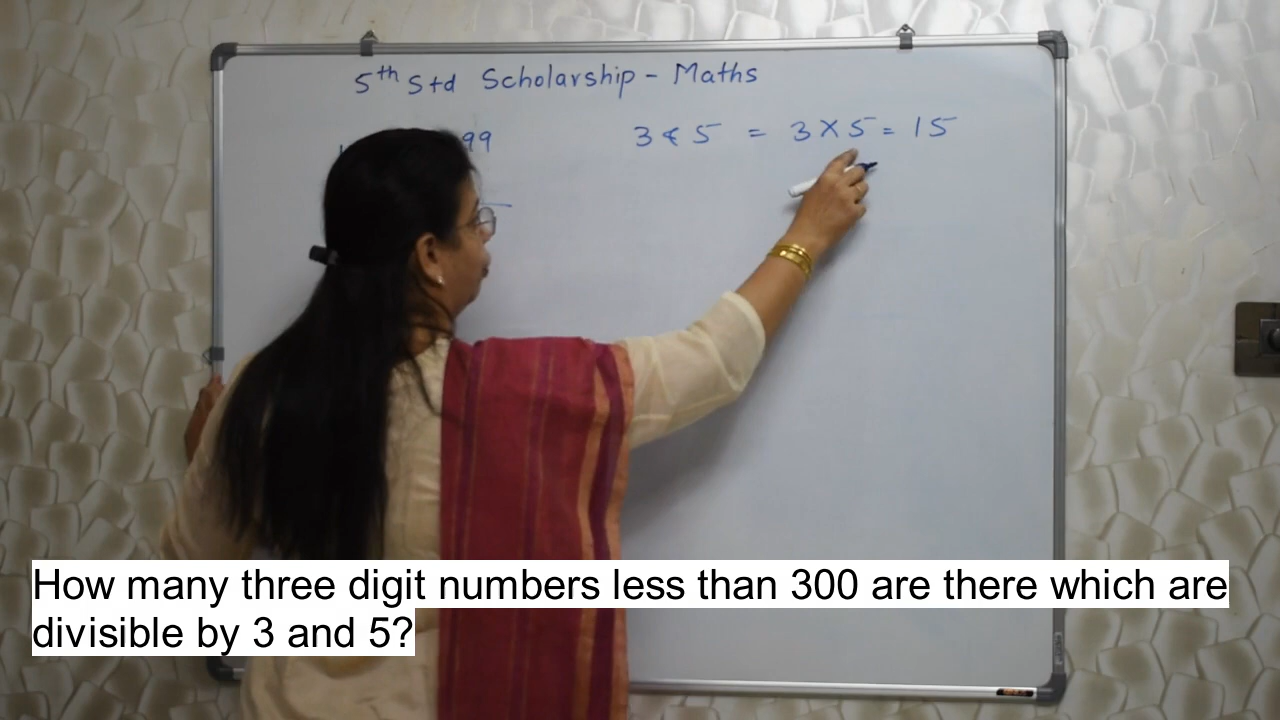 5th Std Scholarship - Maths
99
3 & 5 = 3 X 5 = 15
How many three digit numbers less than 300 are there which are
divisible by 3 and 5?